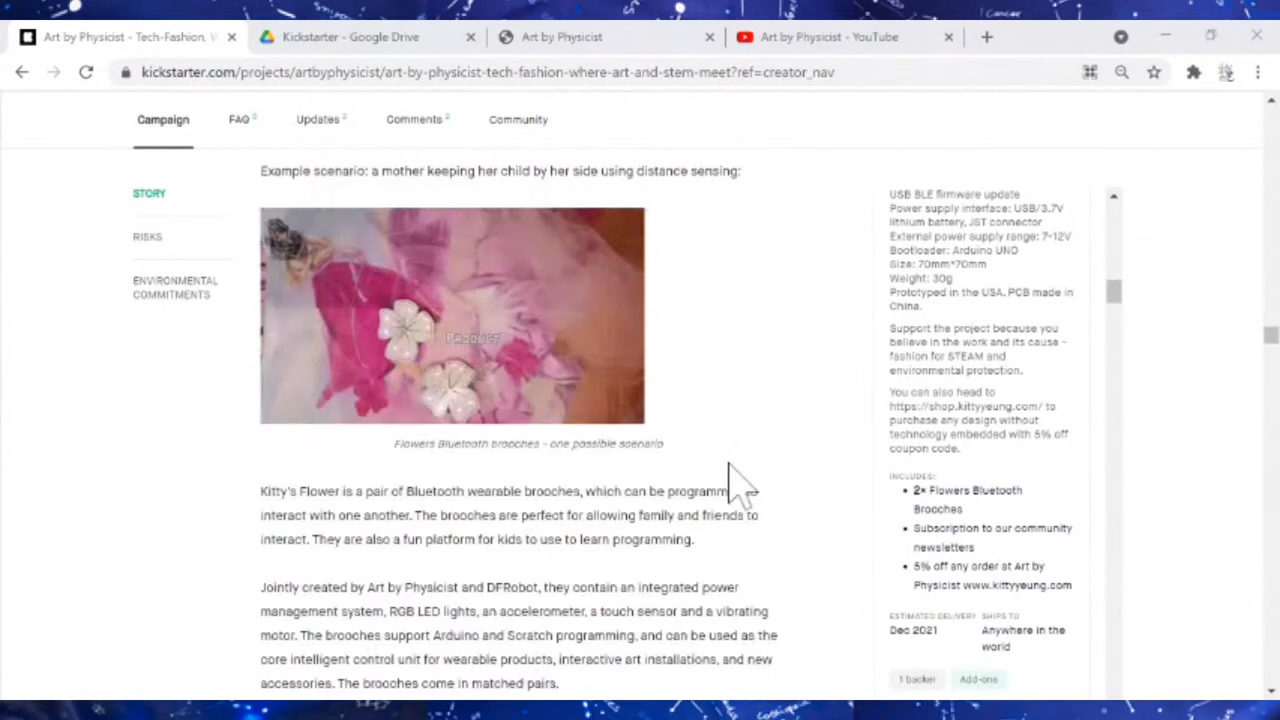 Art by Physicist - Tech-Fashion, W
Kickstarter - Google Drive
Art by Physicist
Art by Physicist - YouTube
kickstarter.com/projects/artbyphysicist/art-by-physicist-tech-fashion-where-art-and-stem-meet?ref=creator_nav
Campaign
FAQ 0
Updates 2
Comments 2
Community
STORY
RISKS
ENVIRONMENTAL
COMMITMENTS
Example scenario: a mother keeping her child by her side using distance sensing:
PRODUCT
Flowers Bluetooth brooches - one possible scenario
Kitty's Flower is a pair of Bluetooth wearable brooches, which can be programm
interact with one another. The brooches are perfect for allowing family and friends to
interact. They are also a fun platform for kids to use to learn programming.
Jointly created by Art by Physicist and DFRobot, they contain an integrated power
management system, RGB LED lights, an accelerometer, a touch sensor and a vibrating
motor. The brooches support Arduino and Scratch programming, and can be used as the
core intelligent control unit for wearable products, interactive art installations, and new
accessories. The brooches come in matched pairs.
USB BLE firmware update
Power supply interface: USB/3.7V
lithium battery, JST connector
External power supply range: 7-12V
Bootloader: Arduino UNO
Size: 70mm*70mm
Weight: 30g
Prototyped in the USA. PCB made in
China.
Support the project because you
believe in the work and its cause -
fashion for STEAM and
environmental protection.
You can also head to
https://shop.kittyyeung.com/ to
purchase any design without
technology embedded with 5% off
coupon code.
INCLUDES:
2× Flowers Bluetooth
Brooches
Subscription to our community
newsletters
5% off any order at Art by
Physicist www.kittyyeung.com
ESTIMATED DELIVERY
Dec 2021
SHIPS TO
Anywhere in the
world
1 backer
Add-ons